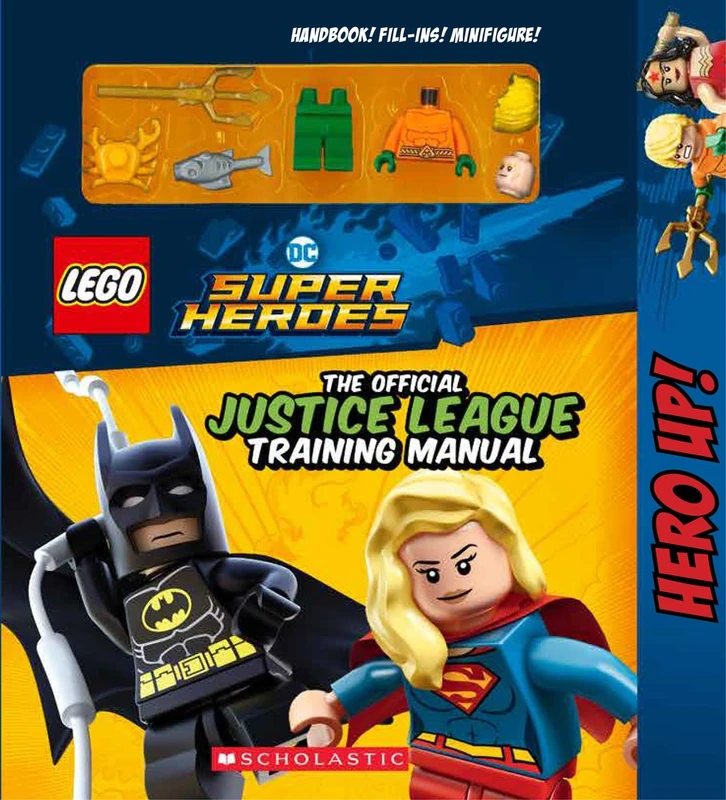 HANDBOOK! FILL-INS! MINIFIGURE!
LEGO
DC
SUPER
HEROES
THE OFFICIAL
JUSTICE LEAGUE
TRAINING MANUAL
S
SCHOLASTIC
HERO UP!